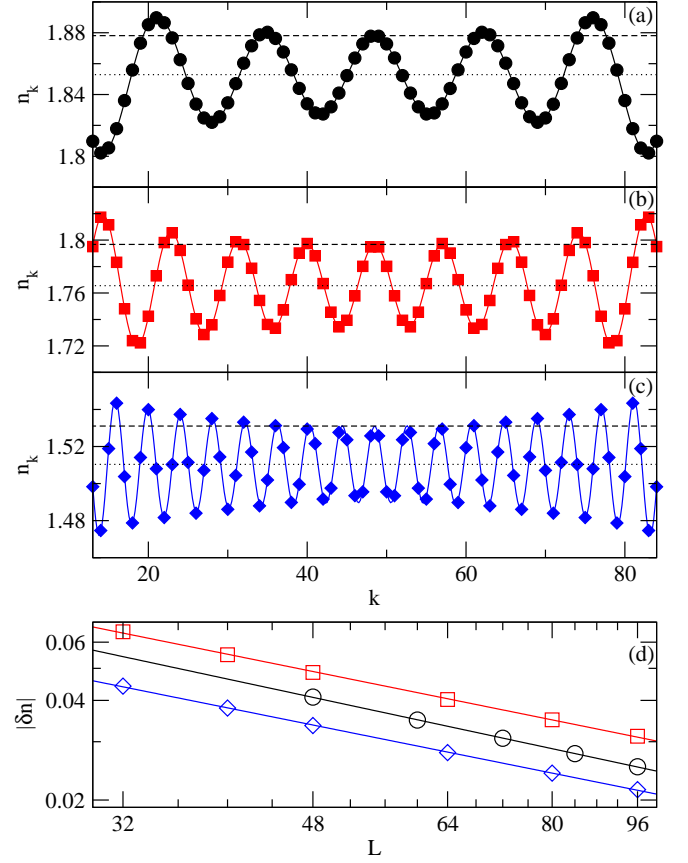 (a)
1.88
n_k
1.84
1.8
(b)
1.8
n_k
1.76
1.72
(c)
1.52
n_k
1.48
20 40 60 80
k
(d)
0.06
|δn|
0.04
0.02
32 48 64 80 96
L